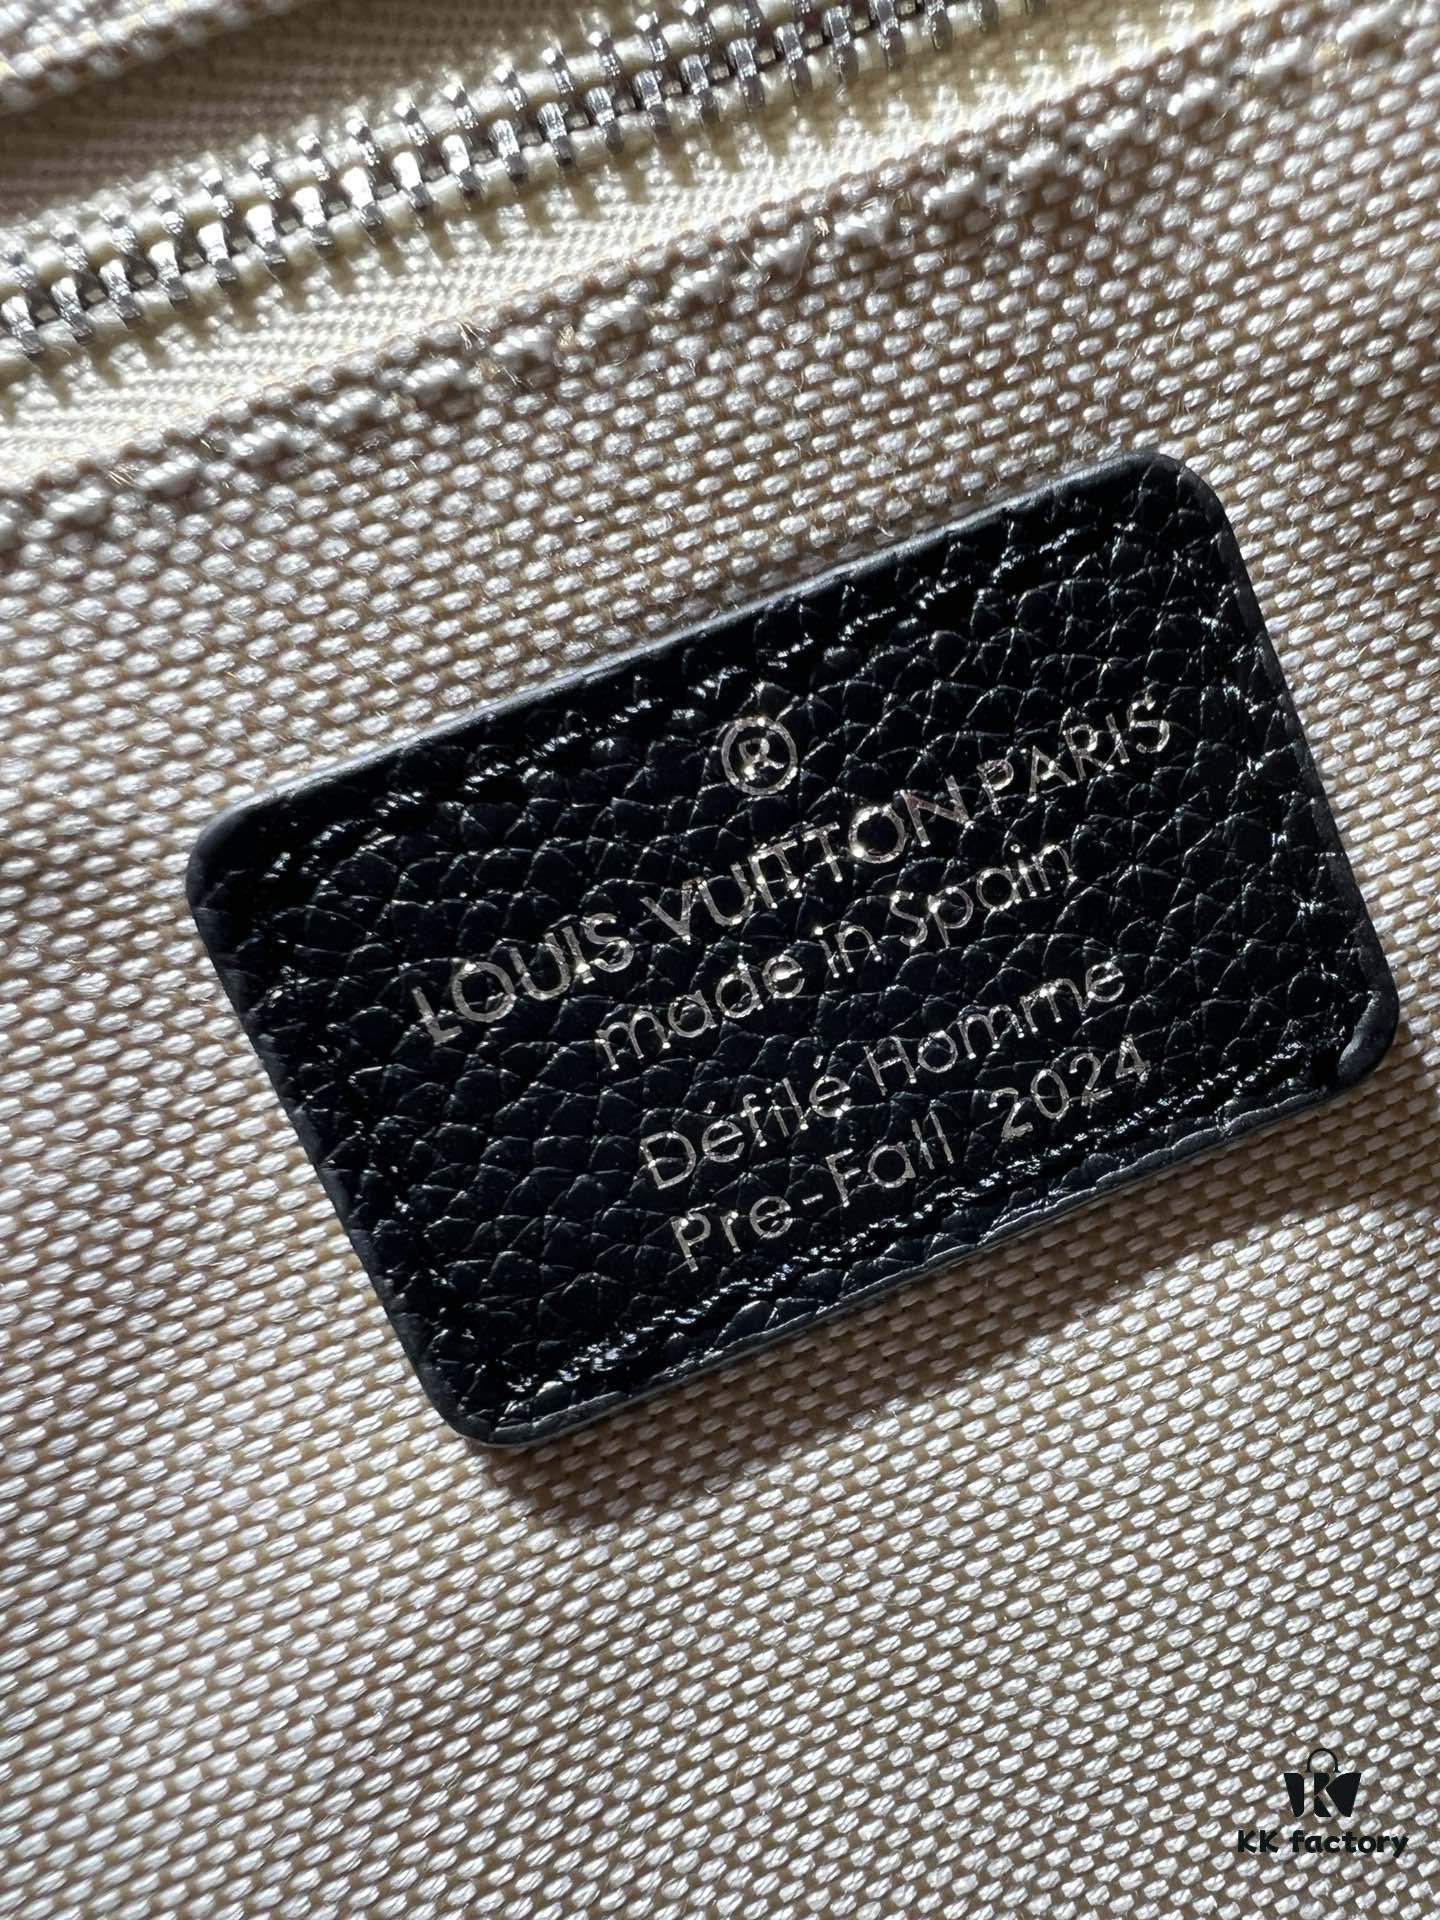 ®
LOUIS VUITTON PARIS
made in Spain
Défilé Homme
Pre-Fall 2024
KK factory